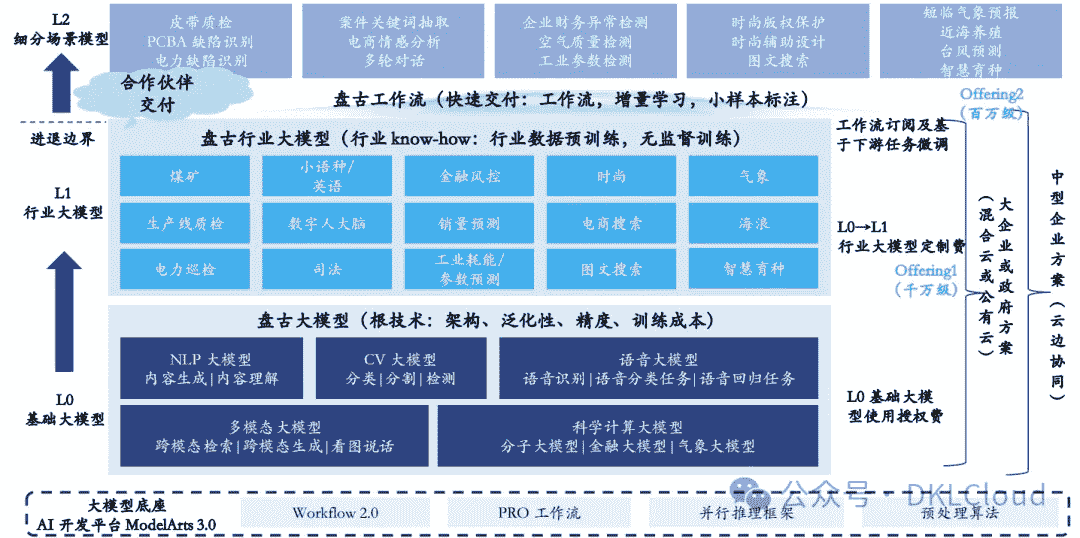 L2
细分场景模型
皮带质检
PCBA 缺陷识别
电力缺陷识别
案件关键词抽取
电商情感分析
多轮对话
企业财务异常检测
空气质量检测
工业参数检测
时尚版权保护
时尚辅助设计
图文搜索
短临气象预报
近海养殖
台风预测
智慧育种
合作伙伴
交付
盘古工作流（快速交付：工作流，增量学习，小样本标注）
Offering2
（百万级）
进退边界
盘古行业大模型（行业 know-how：行业数据预训练，无监督训练）
工作流订阅及基
于下游任务微调
L1
行业大模型
煤矿
小语种/
英语
金融风控
时尚
气象
生产线质检
数字人大脑
销量预测
电商搜索
海浪
电力巡检
司法
工业耗能/
参数预测
图文搜索
智慧育种
L0→L1
行业大模型定制费
Offering1
（千万级）
大企业或政府方案
（混合云或公有云）
中型企业方案（云边协同）
盘古大模型（根技术：架构、泛化性、精度、训练成本）
L0
基础大模型
NLP 大模型
内容生成|内容理解
CV 大模型
分类|分割|检测
语音大模型
语音识别|语音分类任务|语音回归任务
多模态大模型
跨模态检索|跨模态生成|看图说话
科学计算大模型
分子大模型|金融大模型|气象大模型
L0 基础大模
型使用授权费
公众号 · DKLCloud
大模型底座
AI 开发平台 ModelArts 3.0
Workflow 2.0
PRO 工作流
并行推理框架
预处理算法